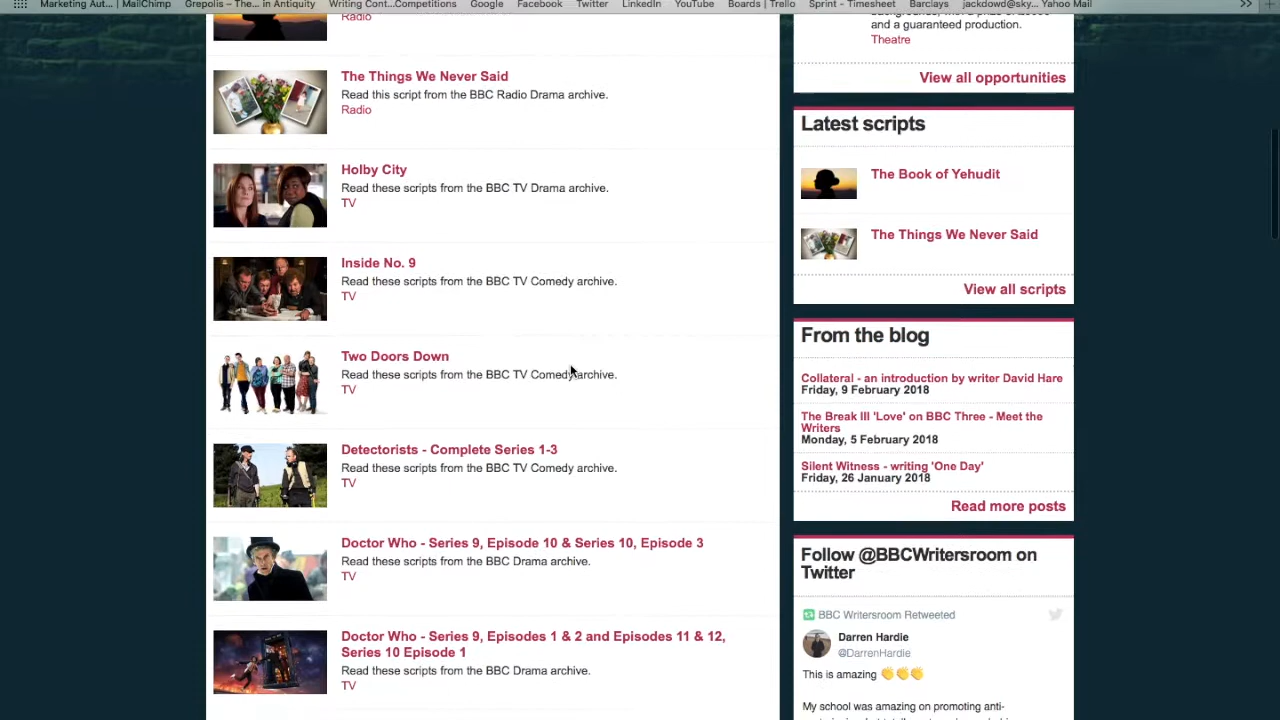 Marketing Aut...| MailChimp
Grepolis – The...in Antiquity
Writing Cont...Competitions
Google
Facebook
Twitter
LinkedIn
YouTube
Boards | Trello
Sprint – Timesheet
Barclays
jackdowd@sky... Yahoo Mail
Radio
The Things We Never Said
Read this script from the BBC Radio Drama archive.
Radio
Holby City
Read these scripts from the BBC TV Drama archive.
TV
Inside No. 9
Read these scripts from the BBC TV Comedy archive.
TV
Two Doors Down
Read these scripts from the BBC TV Comedy archive.
TV
Detectorists - Complete Series 1-3
Read these scripts from the BBC TV Comedy archive.
TV
Doctor Who - Series 9, Episode 10 & Series 10, Episode 3
Read these scripts from the BBC Drama archive.
TV
Doctor Who - Series 9, Episodes 1 & 2 and Episodes 11 & 12,
Series 10 Episode 1
Read these scripts from the BBC Drama archive.
TV
and a guaranteed production.
Theatre
View all opportunities
Latest scripts
The Book of Yehudit
The Things We Never Said
View all scripts
From the blog
Collateral - an introduction by writer David Hare
Friday, 9 February 2018
The Break III 'Love' on BBC Three - Meet the
Writers
Monday, 5 February 2018
Silent Witness - writing 'One Day'
Friday, 26 January 2018
Read more posts
Follow @BBCWritersroom on
Twitter
BBC Writersroom Retweeted
Darren Hardie
@DarrenHardie
This is amazing 👏👏👏
My school was amazing on promoting anti-